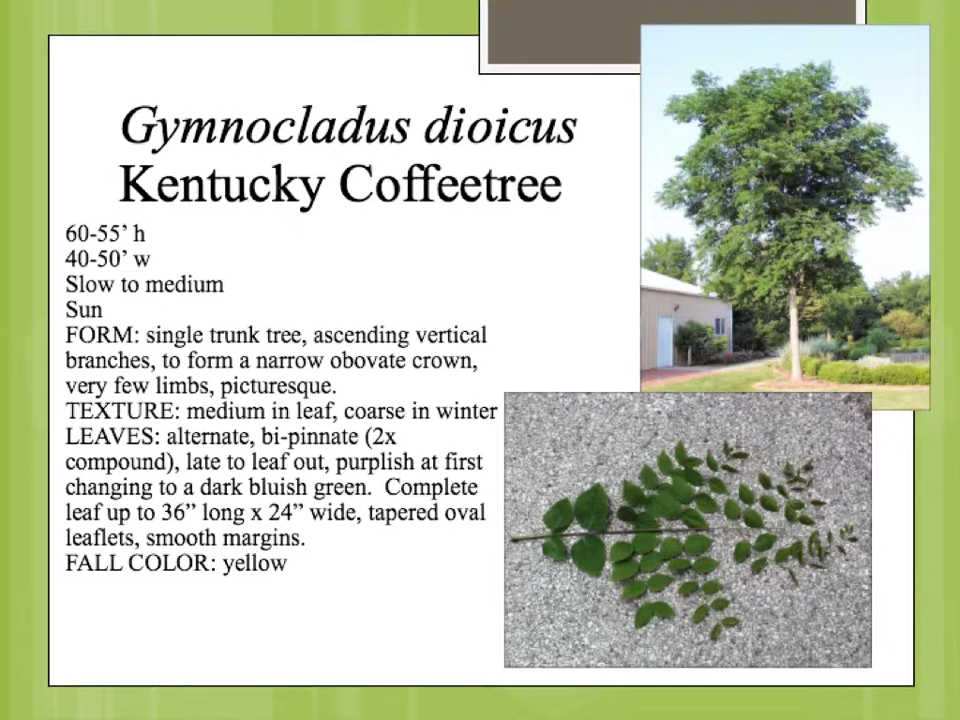 Gymnocladus dioicus
Kentucky Coffeetree
60-55’ h
40-50’ w
Slow to medium
Sun
FORM: single trunk tree, ascending vertical
branches, to form a narrow obovate crown,
very few limbs, picturesque.
TEXTURE: medium in leaf, coarse in winter
LEAVES: alternate, bi-pinnate (2x
compound), late to leaf out, purplish at first
changing to a dark bluish green.  Complete
leaf up to 36” long x 24” wide, tapered oval
leaflets, smooth margins.
FALL COLOR: yellow